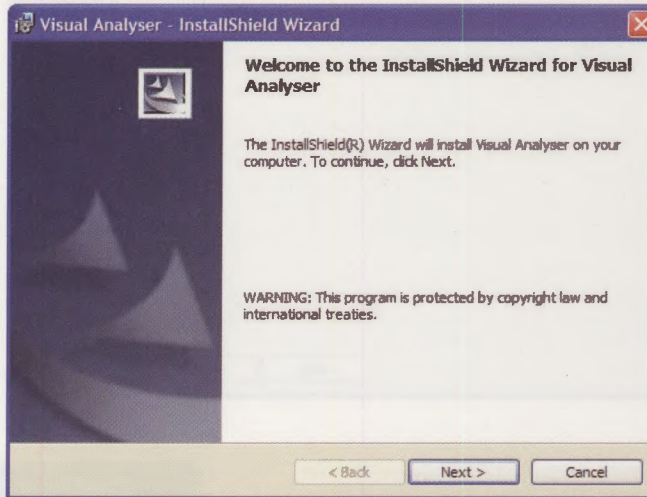 Visual Analyser - InstallShield Wizard
Welcome to the InstallShield Wizard for Visual
Analyser
The InstallShield(R) Wizard will install Visual Analyser on your
computer. To continue, click Next.
WARNING: This program is protected by copyright law and
international treaties.
< Back
Next >
Cancel